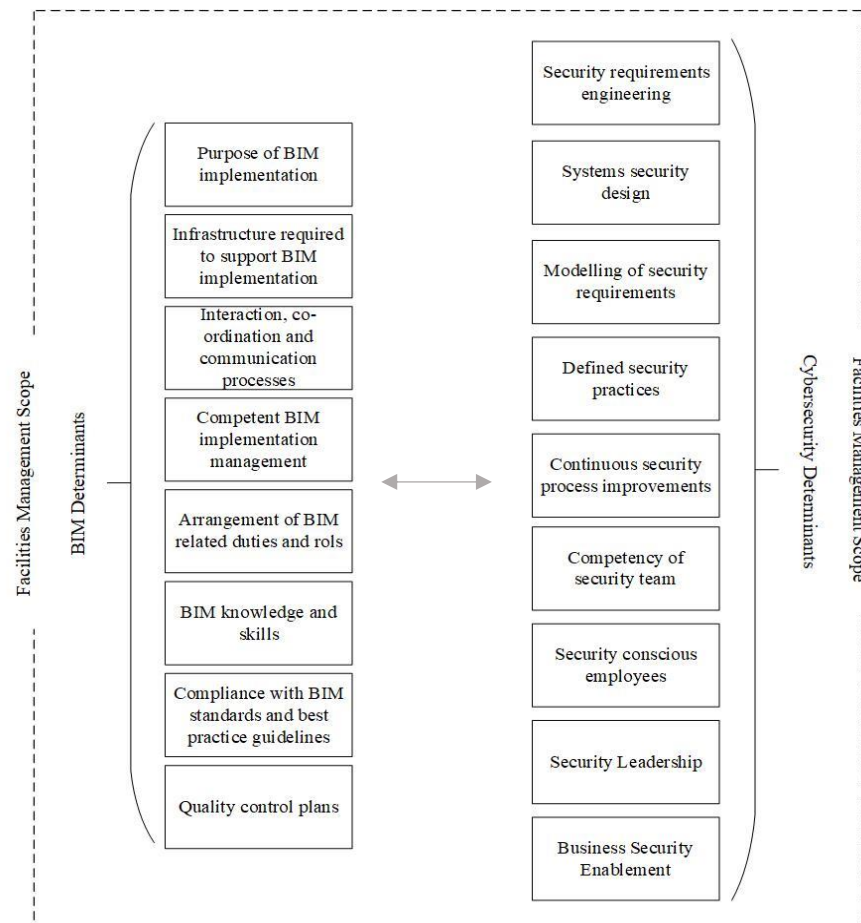 Facilities Management Scope
BIM Determinants
Purpose of BIM
implementation
Infrastructure required
to support BIM
implementation
Interaction, co-
ordination and
communication
processes
Competent BIM
implementation
management
Arrangement of BIM
related duties and rols
BIM knowledge and
skills
Compliance with BIM
standards and best
practice guidelines
Quality control plans
Security requirements
engineering
Systems security
design
Modelling of security
requirements
Defined security
practices
Continuous security
process improvements
Competency of
security team
Security conscious
employees
Security Leadership
Business Security
Enablement
Cybersecurity Determinants
Facilities Management Scope